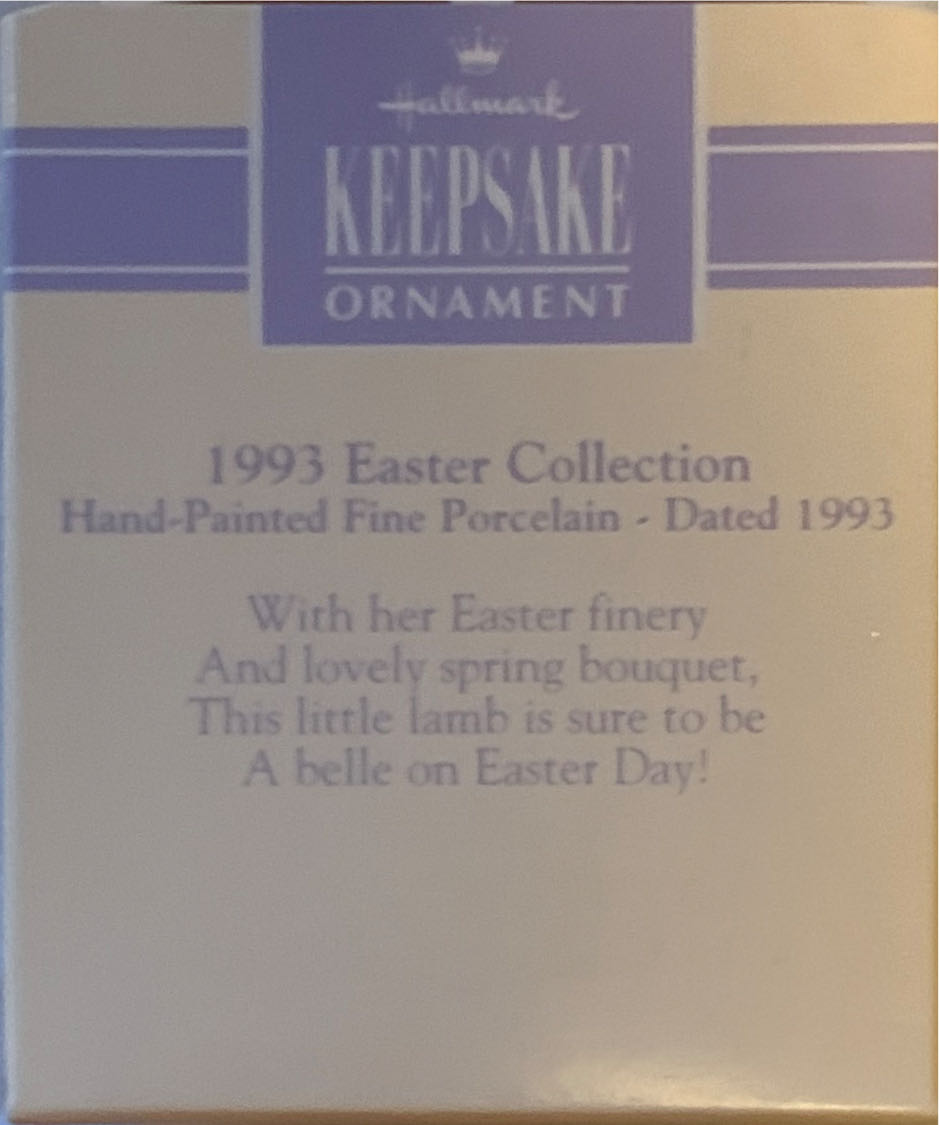 Hallmark
KEEPSAKE
ORNAMENT
1993 Easter Collection
Hand-Painted Fine Porcelain - Dated 1993
With her Easter finery
And lovely spring bouquet,
This little lamb is sure to be
A belle on Easter Day!